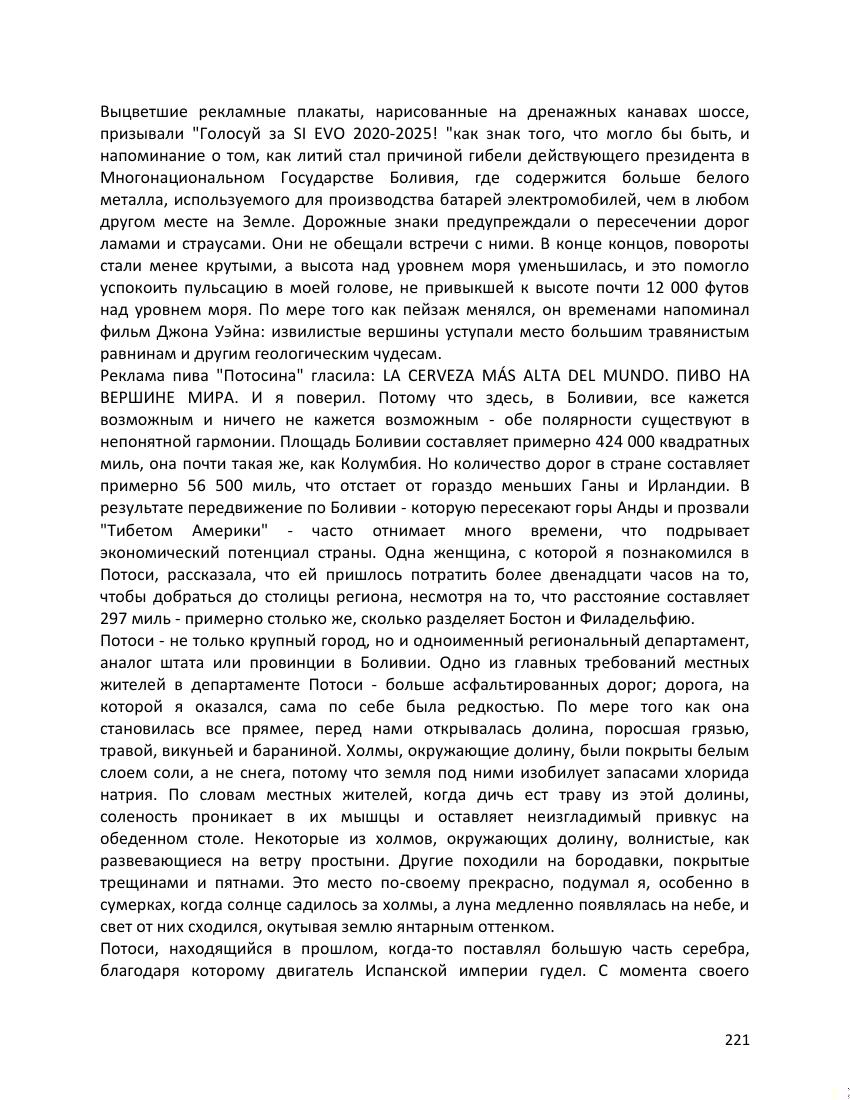 Выцветшие рекламные плакаты, нарисованные на дренажных канавах шоссе,
призывали "Голосуй за SI EVO 2020-2025! "как знак того, что могло бы быть, и
напоминание о том, как литий стал причиной гибели действующего президента в
Многонациональном Государстве Боливия, где содержится больше белого
металла, используемого для производства батарей электромобилей, чем в любом
другом месте на Земле. Дорожные знаки предупреждали о пересечении дорог
ламами и страусами. Они не обещали встречи с ними. В конце концов, повороты
стали менее крутыми, а высота над уровнем моря уменьшилась, и это помогло
успокоить пульсацию в моей голове, не привыкшей к высоте почти 12 000 футов
над уровнем моря. По мере того как пейзаж менялся, он временами напоминал
фильм Джона Уэйна: извилистые вершины уступали место большим травянистым
равнинам и другим геологическим чудесам.
Реклама пива "Потосина" гласила: LA CERVEZA MÁS ALTA DEL MUNDO. ПИВО НА
ВЕРШИНЕ МИРА. И я поверил. Потому что здесь, в Боливии, все кажется
возможным и ничего не кажется возможным - обе полярности существуют в
непонятной гармонии. Площадь Боливии составляет примерно 424 000 квадратных
миль, она почти такая же, как Колумбия. Но количество дорог в стране составляет
примерно 56 500 миль, что отстает от гораздо меньших Ганы и Ирландии. В
результате передвижение по Боливии - которую пересекают горы Анды и прозвали
"Тибетом Америки" - часто отнимает много времени, что подрывает
экономический потенциал страны. Одна женщина, с которой я познакомился в
Потоси, рассказала, что ей пришлось потратить более двенадцати часов на то,
чтобы добраться до столицы региона, несмотря на то, что расстояние составляет
297 миль - примерно столько же, сколько разделяет Бостон и Филадельфию.
Потоси - не только крупный город, но и одноименный региональный департамент,
аналог штата или провинции в Боливии. Одно из главных требований местных
жителей в департаменте Потоси - больше асфальтированных дорог; дорога, на
которой я оказался, сама по себе была редкостью. По мере того как она
становилась все прямее, перед нами открывалась долина, поросшая грязью,
травой, викуньей и бараниной. Холмы, окружающие долину, были покрыты белым
слоем соли, а не снега, потому что земля под ними изобилует запасами хлорида
натрия. По словам местных жителей, когда дичь ест траву из этой долины,
соленость проникает в их мышцы и оставляет неизгладимый привкус на
обеденном столе. Некоторые из холмов, окружающих долину, волнистые, как
развевающиеся на ветру простыни. Другие походили на бородавки, покрытые
трещинами и пятнами. Это место по-своему прекрасно, подумал я, особенно в
сумерках, когда солнце садилось за холмы, а луна медленно появлялась на небе, и
свет от них сходился, окутывая землю янтарным оттенком.
Потоси, находящийся в прошлом, когда-то поставлял большую часть серебра,
благодаря которому двигатель Испанской империи гудел. С момента своего
221